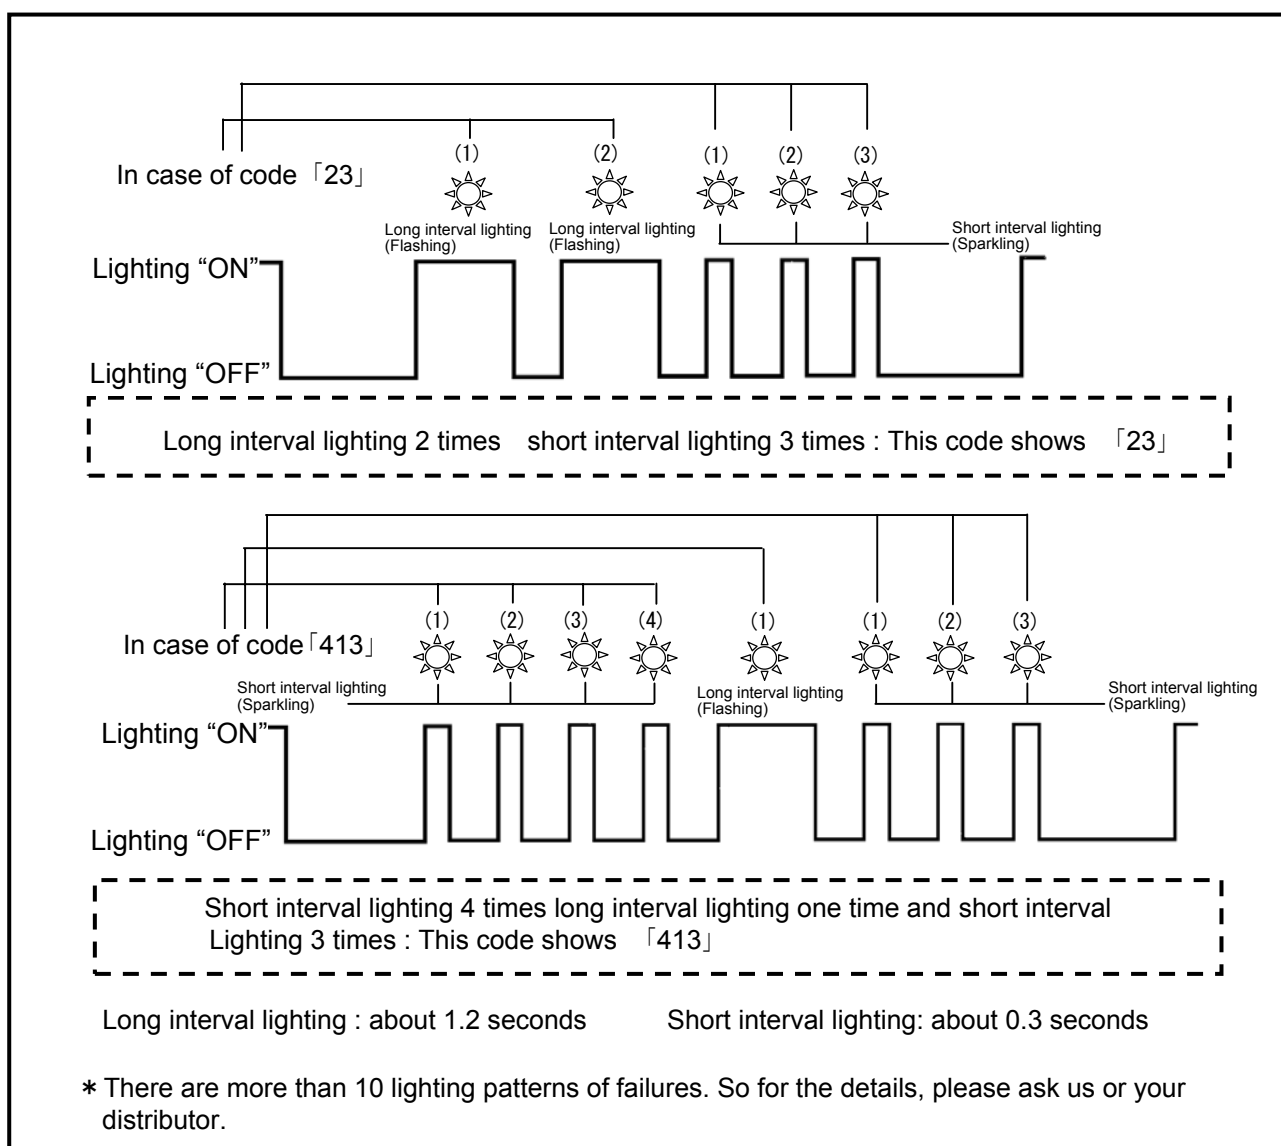 (1) (2) (1) (2) (3)
In case of code「23」
Long interval lighting
(Flashing)
Long interval lighting
(Flashing)
Short interval lighting
(Sparkling)
Lighting “ON”
Lighting “OFF”
Long interval lighting 2 times short interval lighting 3 times : This code shows 「23」
(1) (2) (3) (4) (1) (1) (2) (3)
In case of code「413」
Short interval lighting
(Sparkling)
Long interval lighting
(Flashing)
Short interval lighting
(Sparkling)
Lighting “ON”
Lighting “OFF”
Short interval lighting 4 times long interval lighting one time and short interval
Lighting 3 times : This code shows 「413」
Long interval lighting : about 1.2 seconds Short interval lighting: about 0.3 seconds
* There are more than 10 lighting patterns of failures. So for the details, please ask us or your
distributor.